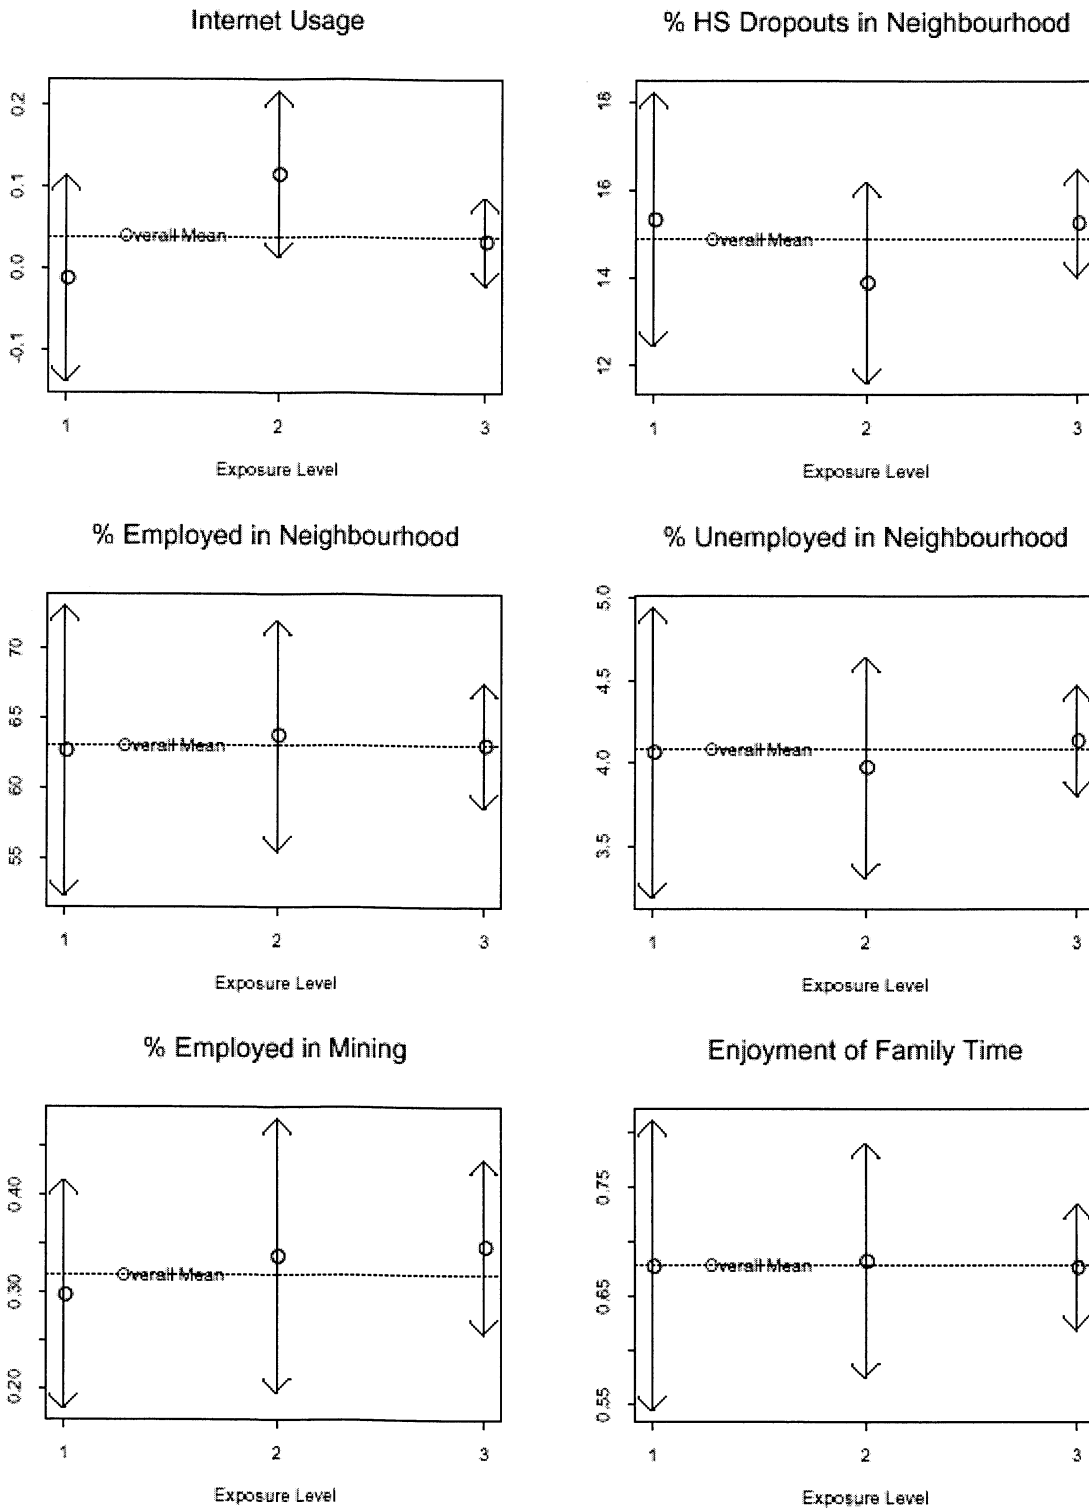 Internet Usage
0.2
0.1
0.0
-0.1
Overall Mean
1 2 3
Exposure Level
% HS Dropouts in Neighbourhood
18
16
14
12
Overall Mean
1 2 3
Exposure Level
% Employed in Neighbourhood
70
65
60
55
Overall Mean
1 2 3
Exposure Level
% Unemployed in Neighbourhood
5.0
4.5
4.0
3.5
Overall Mean
1 2 3
Exposure Level
% Employed in Mining
0.40
0.30
0.20
Overall Mean
1 2 3
Exposure Level
Enjoyment of Family Time
0.75
0.65
0.55
Overall Mean
1 2 3
Exposure Level